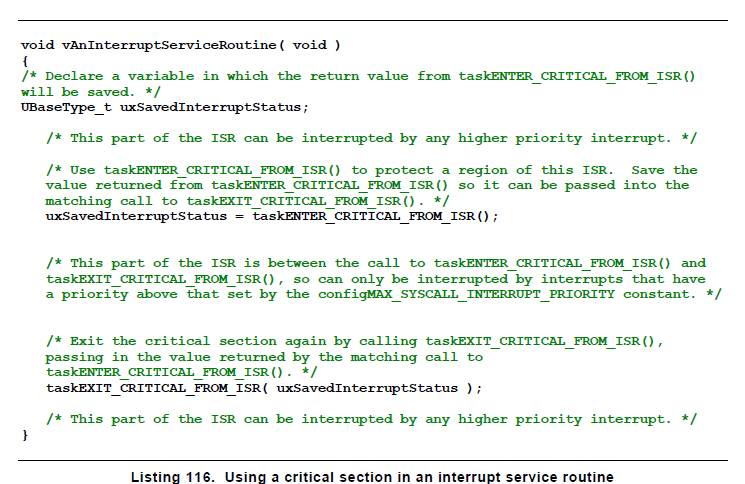 void vAnInterruptServiceRoutine( void )
{
/* Declare a variable in which the return value from taskENTER_CRITICAL_FROM_ISR()
will be saved. */
UBaseType_t uxSavedInterruptStatus;
/* This part of the ISR can be interrupted by any higher priority interrupt. */
/* Use taskENTER_CRITICAL_FROM_ISR() to protect a region of this ISR.  Save the
value returned from taskENTER_CRITICAL_FROM_ISR() so it can be passed into the
matching call to taskEXIT_CRITICAL_FROM_ISR(). */
uxSavedInterruptStatus = taskENTER_CRITICAL_FROM_ISR();
/* This part of the ISR is between the call to taskENTER_CRITICAL_FROM_ISR() and
taskEXIT_CRITICAL_FROM_ISR(), so can only be interrupted by interrupts that have
a priority above that set by the configMAX_SYSCALL_INTERRUPT_PRIORITY constant. */
/* Exit the critical section again by calling taskEXIT_CRITICAL_FROM_ISR(),
passing in the value returned by the matching call to
taskENTER_CRITICAL_FROM_ISR(). */
taskEXIT_CRITICAL_FROM_ISR( uxSavedInterruptStatus );
/* This part of the ISR can be interrupted by any higher priority interrupt. */
}
Listing 116.  Using a critical section in an interrupt service routine